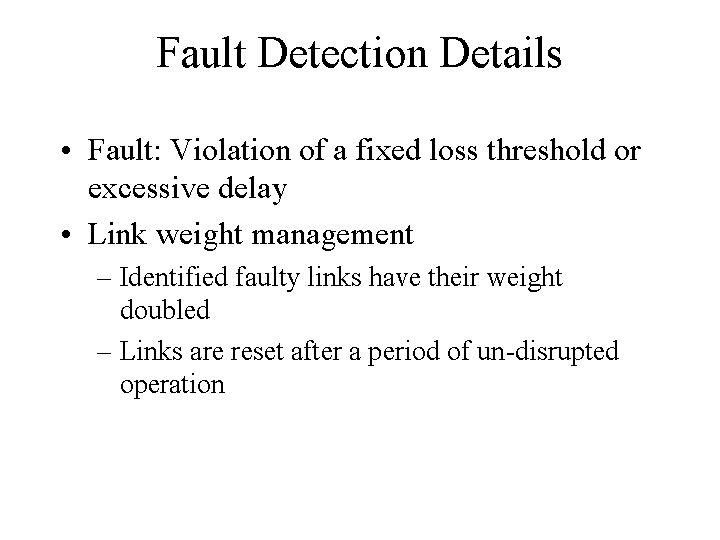 Fault Detection Details
• Fault: Violation of a fixed loss threshold or
excessive delay
• Link weight management
– Identified faulty links have their weight
doubled
– Links are reset after a period of un-disrupted
operation